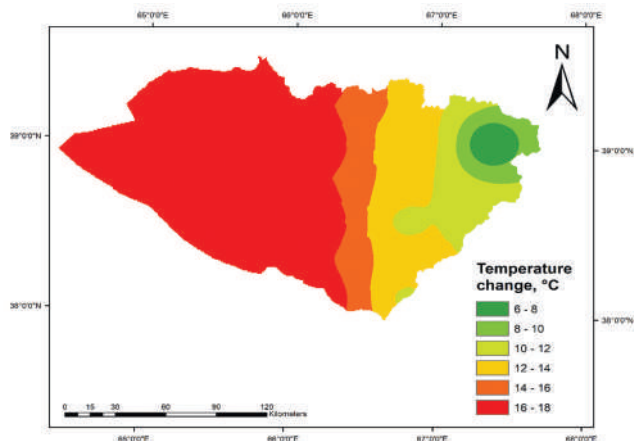 65°0'0"E 66°0'0"E 67°0'0"E 68°0'0"E
N
39°0'0"N 39°0'0"N
Temperature
change, °C
6 - 8
8 - 10
10 - 12
12 - 14
14 - 16
16 - 18
38°0'0"N 38°0'0"N
0 15 30 60 90 120
Kilometers
65°0'0"E 66°0'0"E 67°0'0"E 68°0'0"E